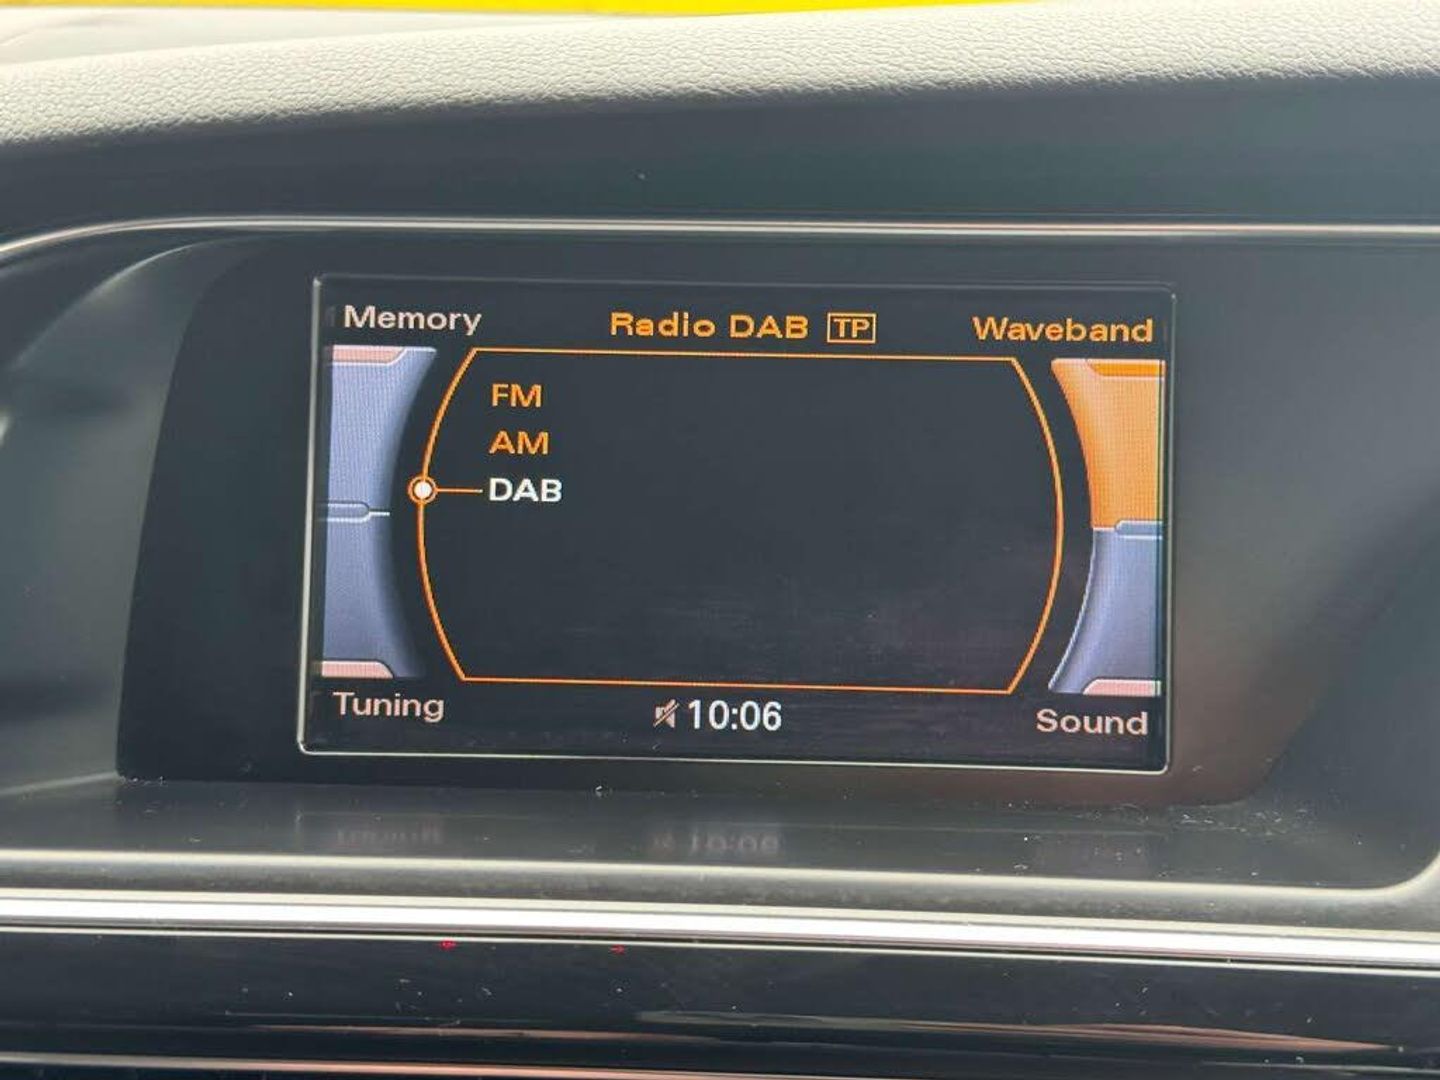 Memory
Radio DAB TP
Waveband
FM
AM
DAB
Tuning
10:06
Sound